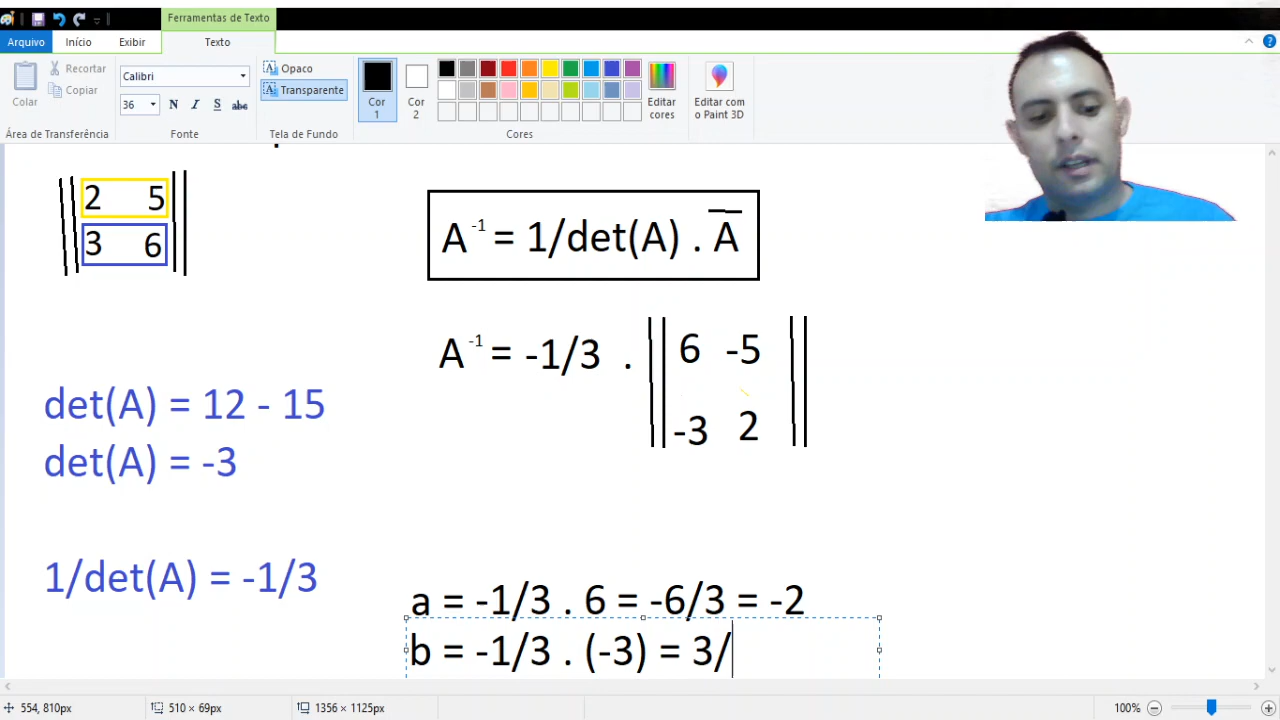 Ferramentas de Texto
Arquivo Início Exibir Texto
Colar Recortar Copiar
Calibri
36 N I S abc
Opaco
Transparente
Cor 1
Cor 2
Editar cores
Editar com o Paint 3D
Área de Transferência Fonte Tela de Fundo Cores
2 5
3 6
A⁻¹ = 1/det(A) . A̅
A⁻¹ = -1/3 .
6 -5
-3 2
det(A) = 12 - 15
det(A) = -3
1/det(A) = -1/3
a = -1/3 . 6 = -6/3 = -2
b = -1/3 . (-3) = 3/
554, 810px 510 × 69px 1356 × 1125px 100%